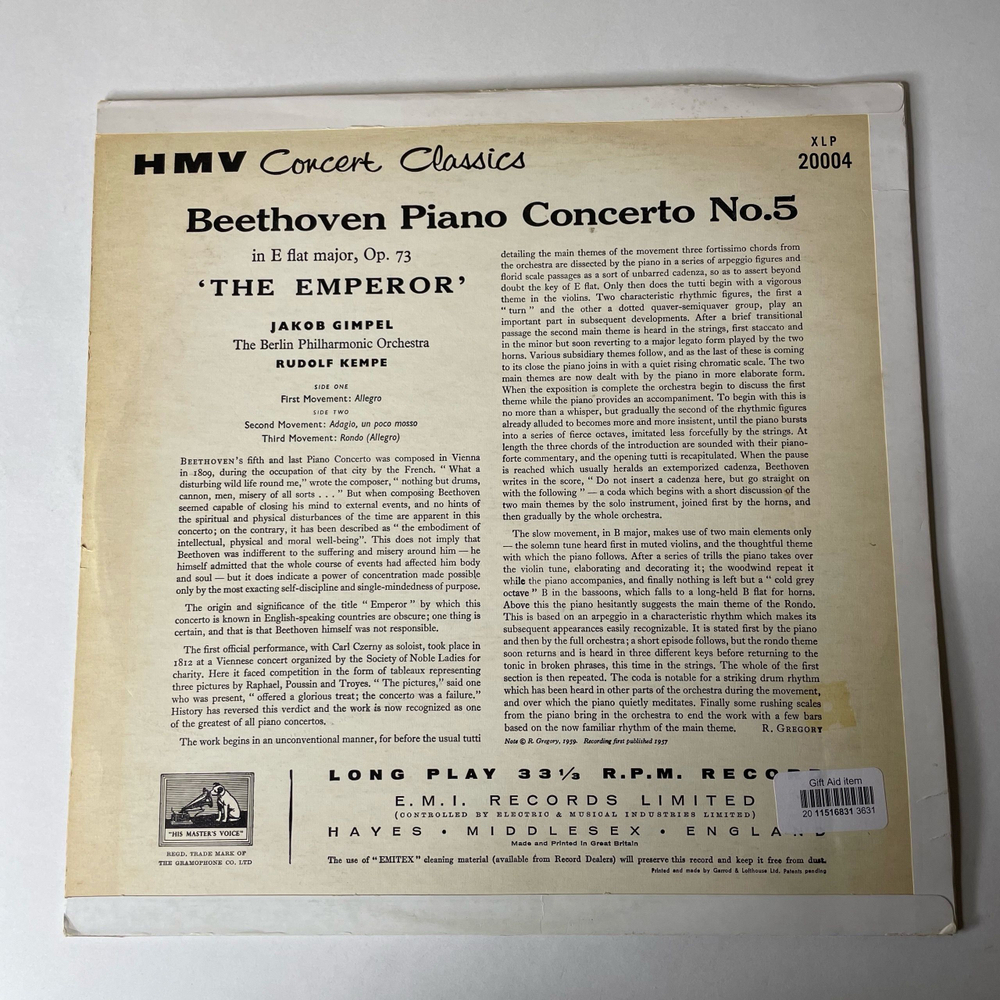 HMV Concert Classics
XLP
20004
Beethoven Piano Concerto No.5
in E flat major, Op. 73
‘THE EMPEROR’
JAKOB GIMPEL
The Berlin Philharmonic Orchestra
RUDOLF KEMPE
SIDE ONE
First Movement: Allegro
SIDE TWO
Second Movement: Adagio, un poco mosso
Third Movement: Rondo (Allegro)
BEETHOVEN'S fifth and last Piano Concerto was composed in Vienna
in 1809, during the occupation of that city by the French. “ What a
disturbing wild life round me,” wrote the composer, “ nothing but drums,
cannon, men, misery of all sorts . . . ” But when composing Beethoven
seemed capable of closing his mind to external events, and no hints of
the spiritual and physical disturbances of the time are apparent in this
concerto; on the contrary, it has been described as “ the embodiment of
intellectual, physical and moral well-being”. This does not imply that
Beethoven was indifferent to the suffering and misery around him — he
himself admitted that the whole course of events had affected him body
and soul — but it does indicate a power of concentration made possible
only by the most exacting self-discipline and single-mindedness of purpose.
The origin and significance of the title “ Emperor ” by which this
concerto is known in English-speaking countries are obscure; one thing is
certain, and that is that Beethoven himself was not responsible.
The first official performance, with Carl Czerny as soloist, took place in
1812 at a Viennese concert organized by the Society of Noble Ladies for
charity. Here it faced competition in the form of tableaux representing
three pictures by Raphael, Poussin and Troyes. “ The pictures,” said one
who was present, “ offered a glorious treat; the concerto was a failure.”
History has reversed this verdict and the work is now recognized as one
of the greatest of all piano concertos.
The work begins in an unconventional manner, for before the usual tutti
detailing the main themes of the movement three fortissimo chords from
the orchestra are dissected by the piano in a series of arpeggio figures and
florid scale passages as a sort of unbarred cadenza, so as to assert beyond
doubt the key of E flat. Only then does the tutti begin with a vigorous
theme in the violins. Two characteristic rhythmic figures, the first a
“ turn ” and the other a dotted quaver-semiquaver group, play an
important part in subsequent developments. After a brief transitional
passage the second main theme is heard in the strings, first staccato and
in the minor but soon reverting to a major legato form played by the two
horns. Various subsidiary themes follow, and as the last of these is coming
to its close the piano joins in with a quiet rising chromatic scale. The two
main themes are now dealt with by the piano in more elaborate form.
When the exposition is complete the orchestra begin to discuss the first
theme while the piano provides an accompaniment. To begin with this is
no more than a whisper, but gradually the second of the rhythmic figures
already alluded to becomes more and more insistent, until the piano bursts
into a series of fierce octaves, imitated less forcefully by the strings. At
length the three chords of the introduction are sounded with their piano-
forte commentary, and the opening tutti is recapitulated. When the pause
is reached which usually heralds an extemporized cadenza, Beethoven
writes in the score, “ Do not insert a cadenza here, but go straight on
with the following ” — a coda which begins with a short discussion of the
two main themes by the solo instrument, joined first by the horns, and
then gradually by the whole orchestra.
The slow movement, in B major, makes use of two main elements only
— the solemn tune heard first in muted violins, and the thoughtful theme
with which the piano follows. After a series of trills the piano takes over
the violin tune, elaborating and decorating it; the woodwind repeat it
while the piano accompanies, and finally nothing is left but a “ cold grey
octave ” B in the bassoons, which falls to a long-held B flat for horns.
Above this the piano hesitantly suggests the main theme of the Rondo.
This is based on an arpeggio in a characteristic rhythm which makes its
subsequent appearances easily recognizable. It is stated first by the piano
and then by the full orchestra; a short episode follows, but the rondo theme
soon returns and is heard in three different keys before returning to the
tonic in broken phrases, this time in the strings. The whole of the first
section is then repeated. The coda is notable for a striking drum rhythm
which has been heard in other parts of the orchestra during the movement,
and over which the piano quietly meditates. Finally some rushing scales
from the piano bring in the orchestra to end the work with a few bars
based on the now familiar rhythm of the main theme. R. GREGORY
Note © R. Gregory, 1959. Recording first published 1957
“HIS MASTER'S VOICE”
REGD. TRADE MARK OF
THE GRAMOPHONE CO. LTD
LONG PLAY 33⅓ R.P.M. RECORD
E.M.I. RECORDS LIMITED
(CONTROLLED BY ELECTRIC & MUSICAL INDUSTRIES LIMITED)
HAYES • MIDDLESEX • ENGLAND
Made and Printed in Great Britain
The use of “EMITEX” cleaning material (available from Record Dealers) will preserve this record and keep it free from dust.
Printed and made by Garrod & Lofthouse Ltd. Patents pending
Gift Aid item
20 11516831 3631